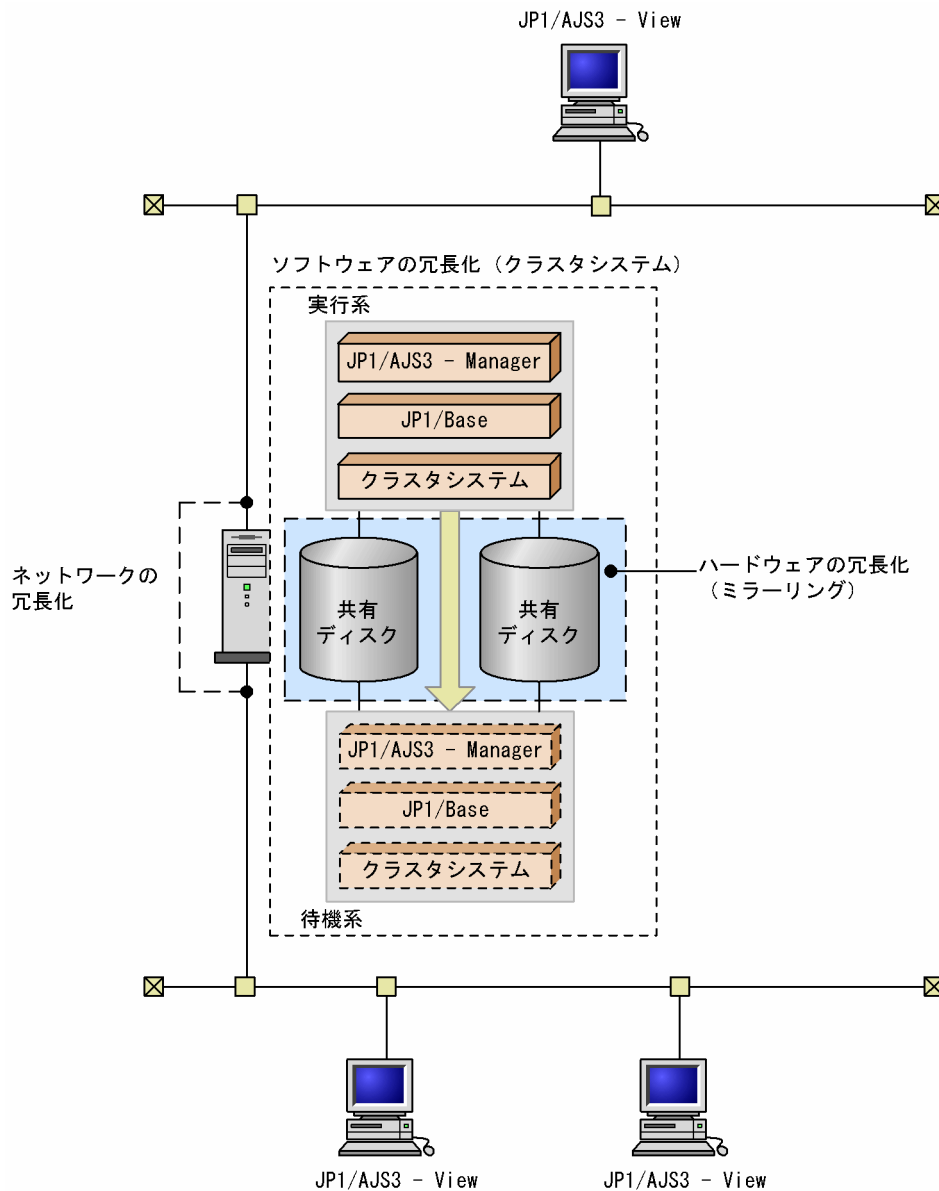 JP1/AJS3 - View
ソフトウェアの冗長化（クラスタシステム）
実行系
JP1/AJS3 - Manager
JP1/Base
クラスタシステム
ネットワークの
冗長化
共有
ディスク
共有
ディスク
ハードウェアの冗長化
（ミラーリング）
JP1/AJS3 - Manager
JP1/Base
クラスタシステム
待機系
JP1/AJS3 - View
JP1/AJS3 - View